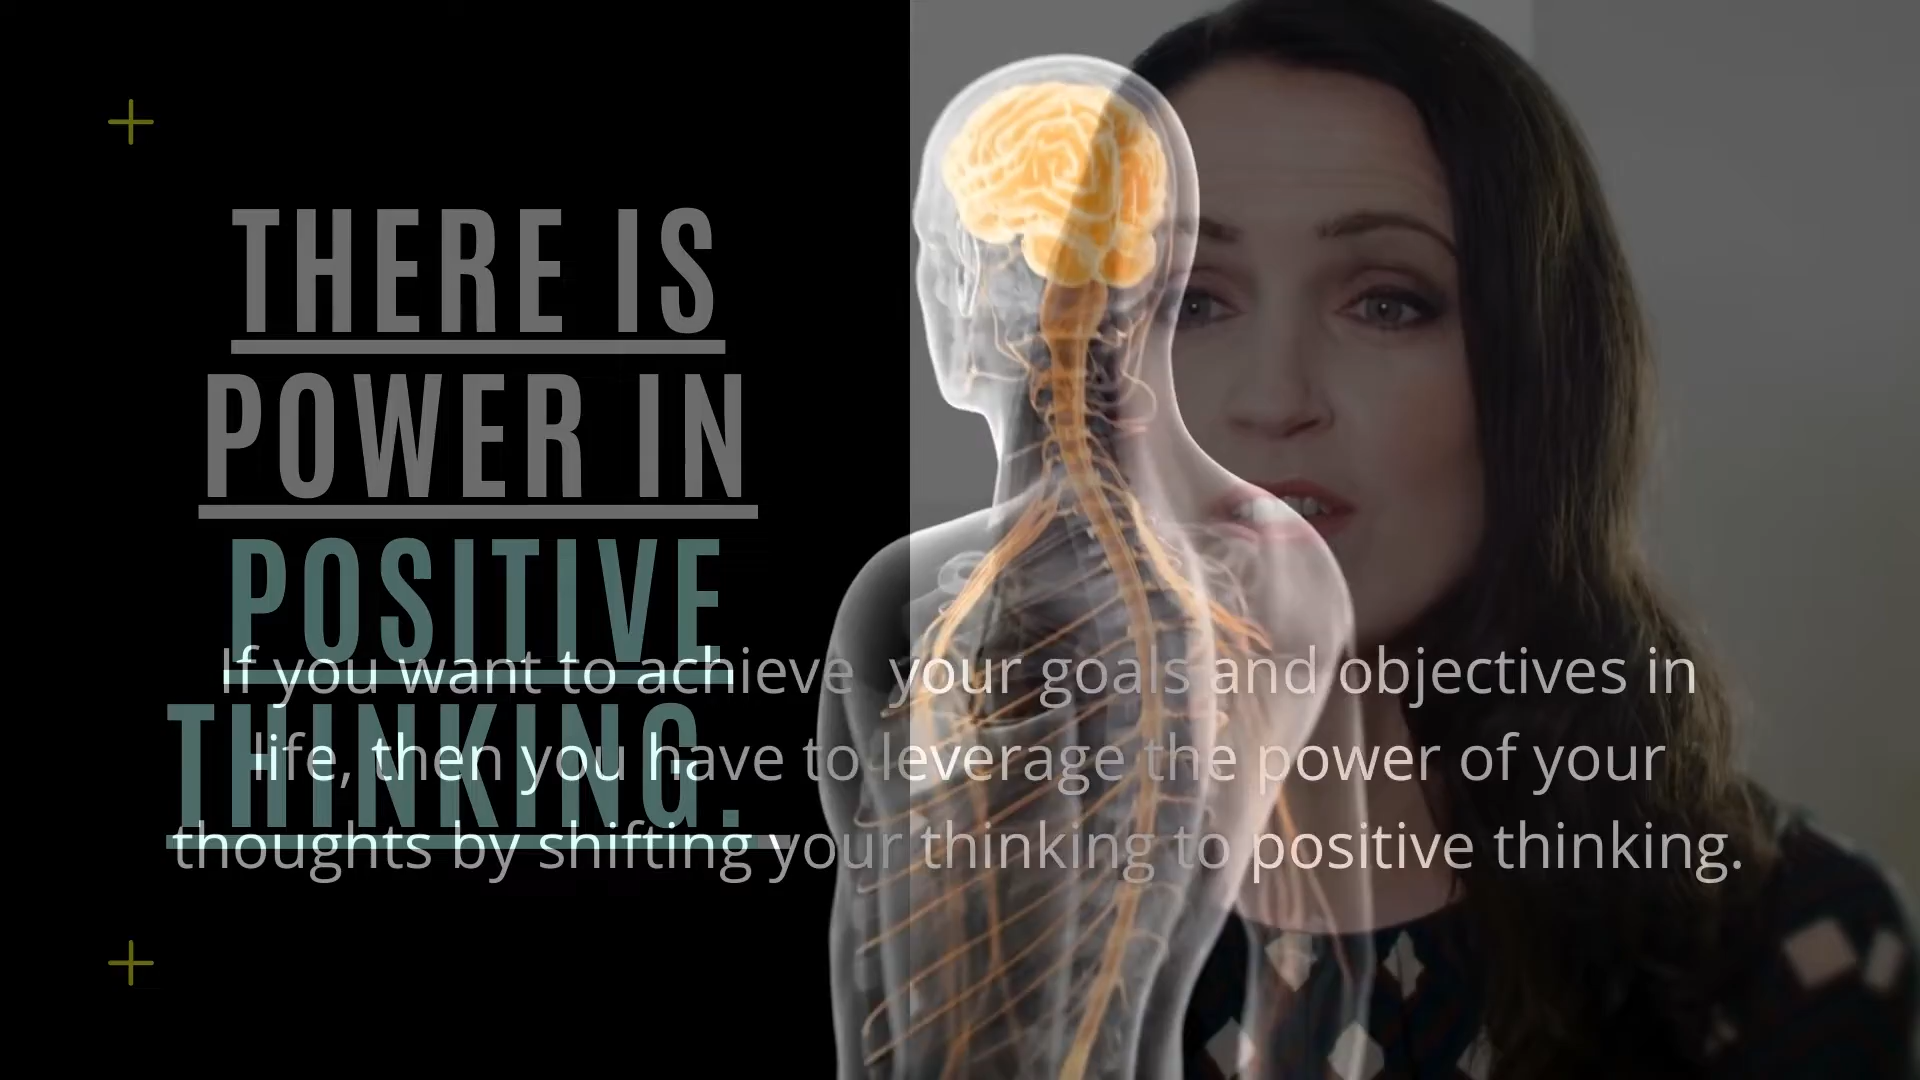 THERE IS
POWER IN
POSITIVE
THINKING.
If you want to achieve your goals and objectives in
life, then you have to leverage the power of your
thoughts by shifting your thinking to positive thinking.